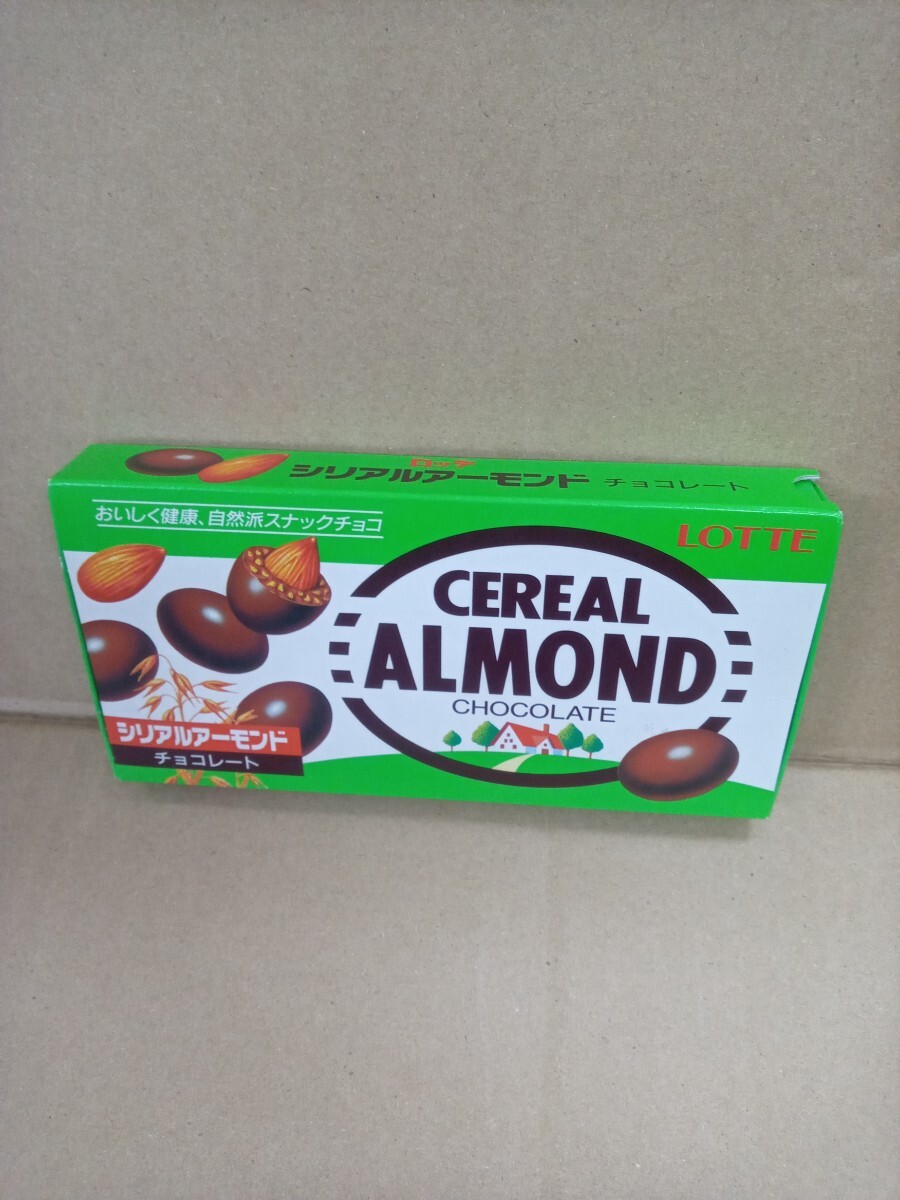 ロッテ
シリアルアーモンド チョコレート
おいしく健康、自然派スナックチョコ
LOTTE
CEREAL
ALMOND
CHOCOLATE
シリアルアーモンド
チョコレート